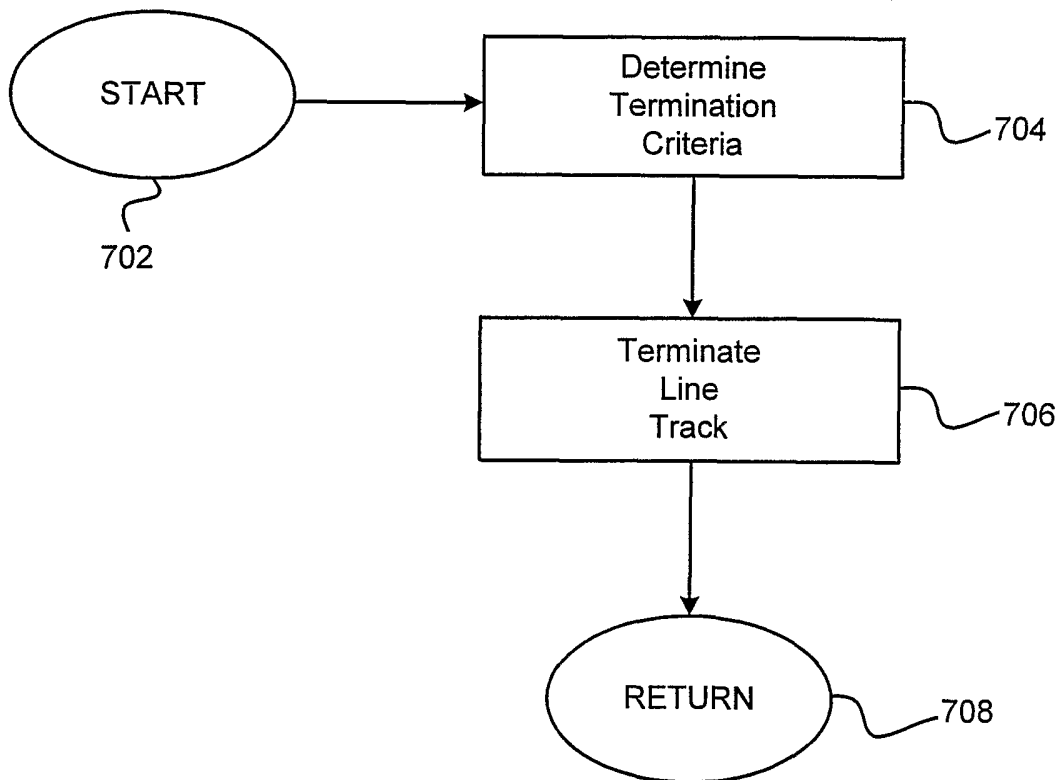 START
702
Determine
Termination
Criteria
704
Terminate
Line
Track
706
RETURN
708